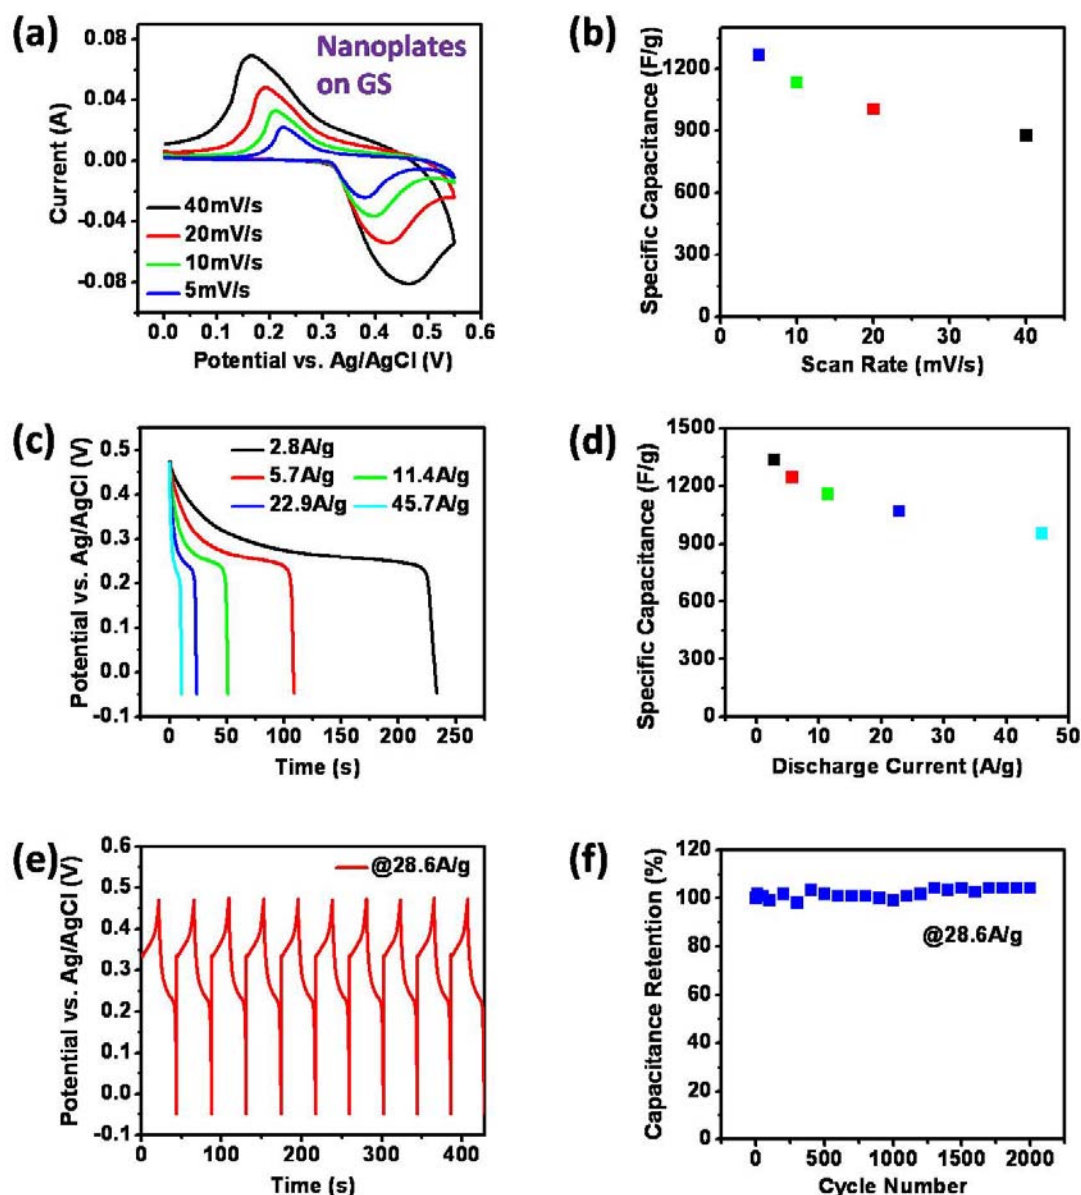 (a)
Nanoplates
on GS
Current (A)
0.08
0.04
0.00
-0.04
-0.08
40mV/s
20mV/s
10mV/s
5mV/s
0.0 0.1 0.2 0.3 0.4 0.5 0.6
Potential vs. Ag/AgCl (V)
(b)
Specific Capacitance (F/g)
1200
900
600
300
0
10 20 30 40
Scan Rate (mV/s)
(c)
Potential vs. Ag/AgCl (V)
0.5
0.4
0.3
0.2
0.1
0.0
-0.1
2.8A/g
5.7A/g 11.4A/g
22.9A/g 45.7A/g
0 50 100 150 200 250
Time (s)
(d)
Specific Capacitance (F/g)
1500
1200
900
600
300
0
0 10 20 30 40 50
Discharge Current (A/g)
(e)
Potential vs. Ag/AgCl (V)
0.6
0.5
0.4
0.3
0.2
0.1
0.0
-0.1
@28.6A/g
0 100 200 300 400
Time (s)
(f)
Capacitance Retention (%)
120
100
80
60
40
20
0
@28.6A/g
0 500 1000 1500 2000
Cycle Number